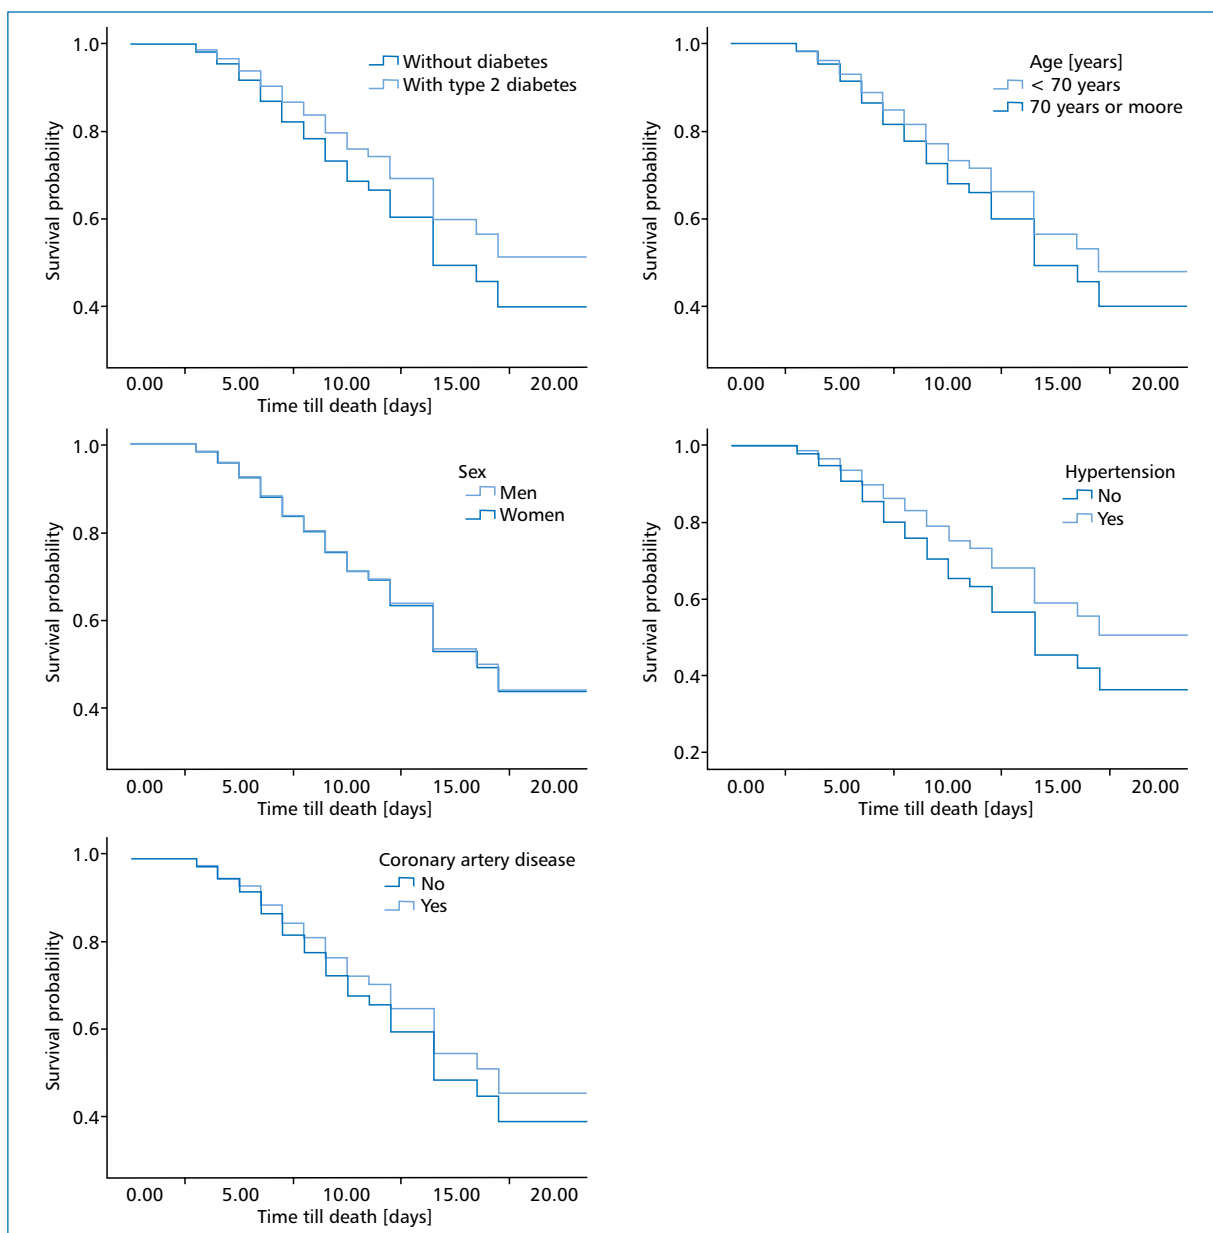 Survival probability
1.0
0.8
0.6
0.4
Without diabetes
With type 2 diabetes
0.00 5.00 10.00 15.00 20.00
Time till death [days]
Survival probability
1.0
0.8
0.6
0.4
Age [years]
< 70 years
70 years or moore
0.00 5.00 10.00 15.00 20.00
Time till death [days]
Survival probability
1.0
0.8
0.6
0.4
Sex
Men
Women
0.00 5.00 10.00 15.00 20.00
Time till death [days]
Survival probability
1.0
0.8
0.6
0.4
0.2
Hypertension
No
Yes
0.00 5.00 10.00 15.00 20.00
Time till death [days]
Survival probability
1.0
0.8
0.6
0.4
Coronary artery disease
No
Yes
0.00 5.00 10.00 15.00 20.00
Time till death [days]